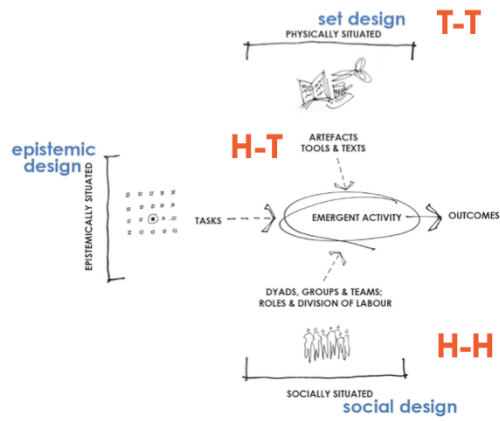 set design
T-T
PHYSICALLY SITUATED
ARTEFACTS
TOOLS & TEXTS
H-T
epistemic
design
EPISTEMICALLY SITUATED
TASKS
EMERGENT ACTIVITY
OUTCOMES
DYADS, GROUPS & TEAMS;
ROLES & DIVISION OF LABOUR
H-H
SOCIALLY SITUATED
social design